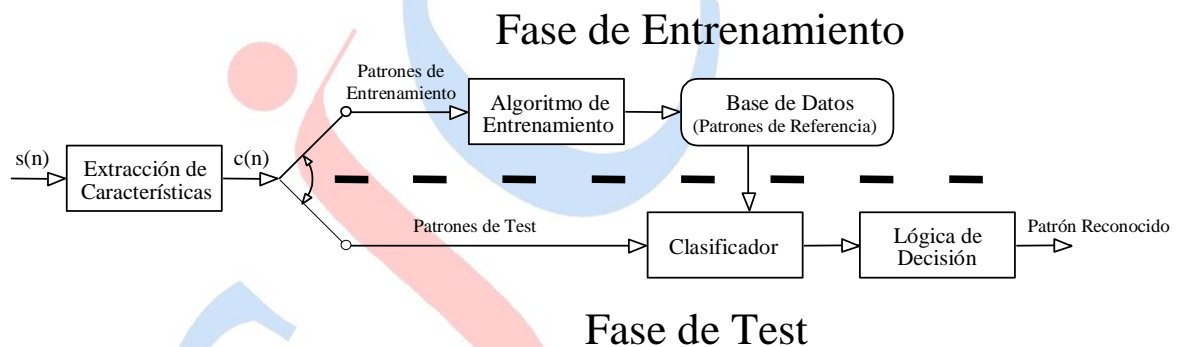 Fase de Entrenamiento
Patrones de
Entrenamiento
Algoritmo de
Entrenamiento
Base de Datos
(Patrones de Referencia)
s(n)
Extracción de
Características
c(n)
Patrones de Test
Clasificador
Lógica de
Decisión
Patrón Reconocido
Fase de Test